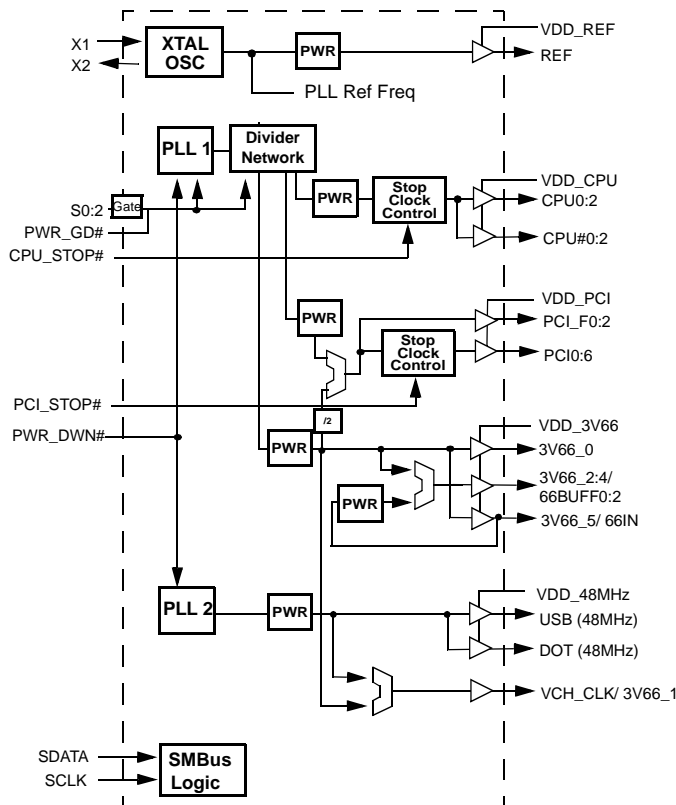 X1
X2
XTAL
OSC
PWR
VDD_REF
REF
PLL Ref Freq
PLL 1
Divider
Network
PWR
Stop
Clock
Control
VDD_CPU
CPU0:2
CPU#0:2
S0:2
Gate
PWR_GD#
CPU_STOP#
PWR
Stop
Clock
Control
VDD_PCI
PCI_F0:2
PCI0:6
PCI_STOP#
/2
PWR_DWN#
PWR
VDD_3V66
3V66_0
3V66_2:4/
66BUFF0:2
PWR
3V66_5/ 66IN
PLL 2
PWR
VDD_48MHz
USB (48MHz)
DOT (48MHz)
VCH_CLK/ 3V66_1
SDATA
SCLK
SMBus
Logic